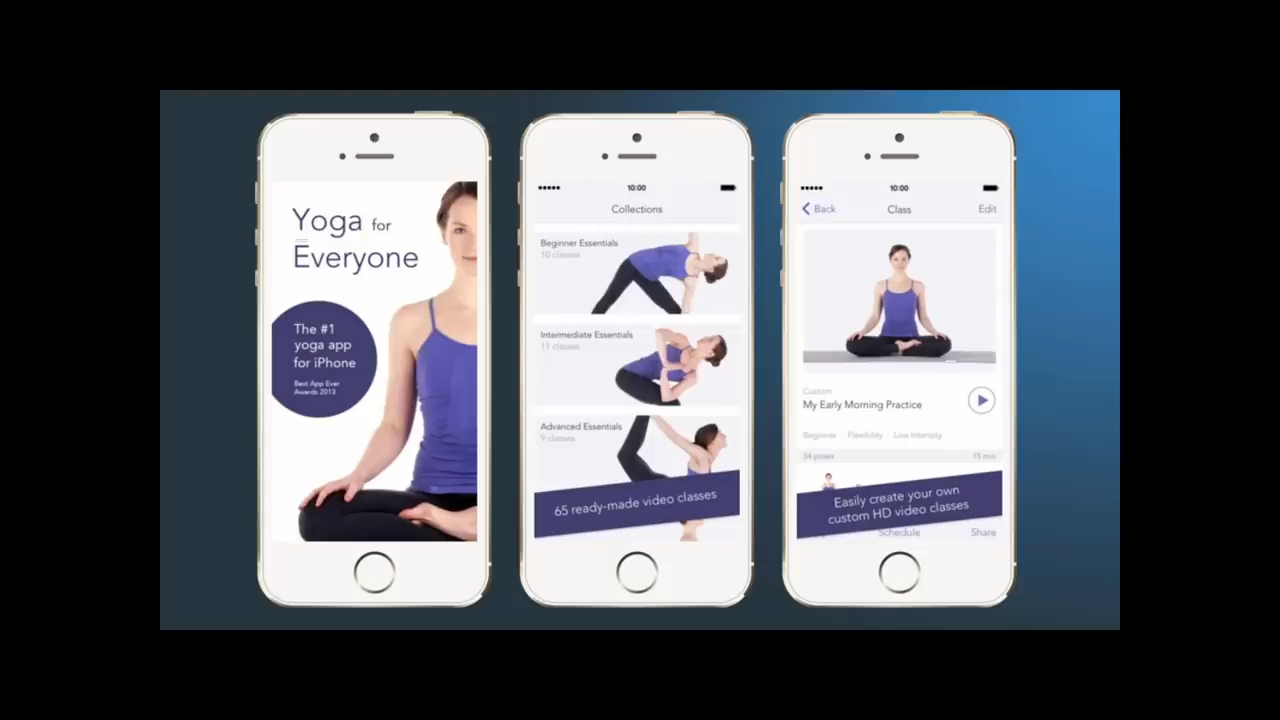 Yoga for
Everyone
The #1
yoga app
for iPhone
Best App Ever
Awards 2013
10:00
Collections
Beginner Essentials
10 classes
Intermediate Essentials
11 classes
Advanced Essentials
9 classes
65 ready-made video classes
10:00
Back
Class
Edit
Custom
My Early Morning Practice
Beginner Flexibility Low Intensity
34 poses
15 min
Easily create your own
custom HD video classes
Schedule
Share